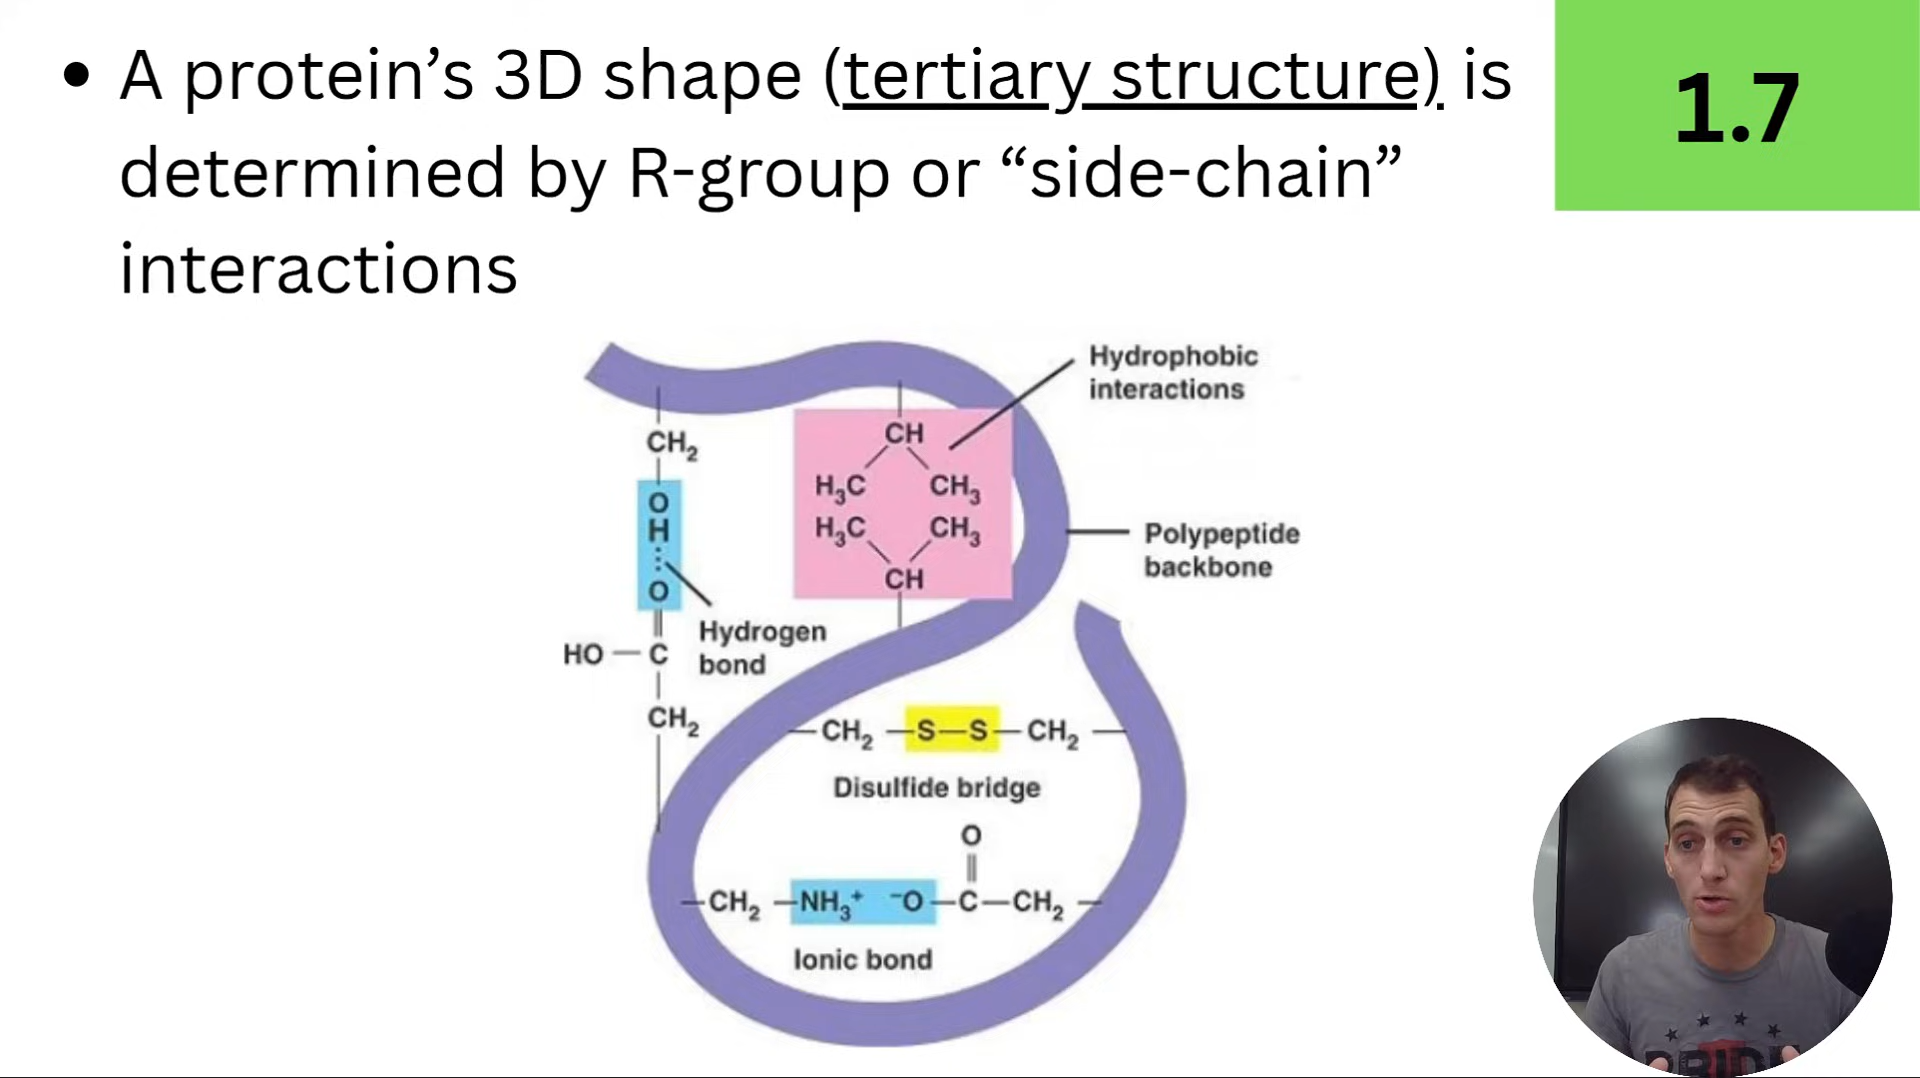 • A protein’s 3D shape (tertiary structure) is
determined by R-group or “side-chain”
interactions
1.7
Hydrophobic
interactions
CH
H₃C CH₃
H₃C CH₃
CH
CH₂
O
H
O
Hydrogen
bond
HO — C
CH₂
Polypeptide
backbone
CH₂ — S — S — CH₂
Disulfide bridge
O
CH₂ — NH₃⁺ ⁻O — C — CH₂
Ionic bond
PRIDE